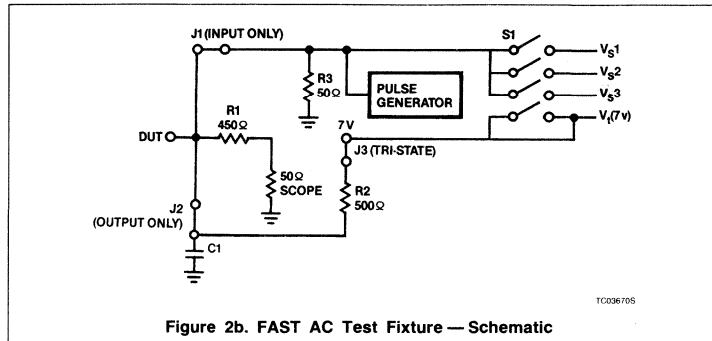 J1 (INPUT ONLY)
S1
VS1
VS2
VS3
Vt(7v)
R3
50Ω
PULSE
GENERATOR
R1
450Ω
7V
J3 (TRI-STATE)
DUT
50Ω
SCOPE
R2
500Ω
J2
(OUTPUT ONLY)
C1
TC03670S
Figure 2b. FAST AC Test Fixture — Schematic